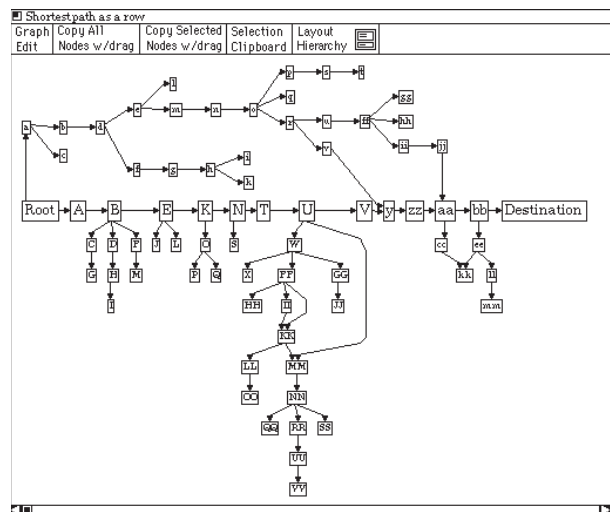 Shortestpath as a row
Graph Edit
Copy All Nodes w/drag
Copy Selected Nodes w/drag
Selection Clipboard
Layout Hierarchy
p s t
l gg
q
e m n o
a b d r u ff hh
c v ii jj
f g h i
k
Root A B E K N T U V y zz aa bb Destination
C D F J L O S W cc ee
G H M P Q X FF GG kk ll
I HH II JJ mm
KK
LL MM
OO NN
QQ RR SS
UU
VV